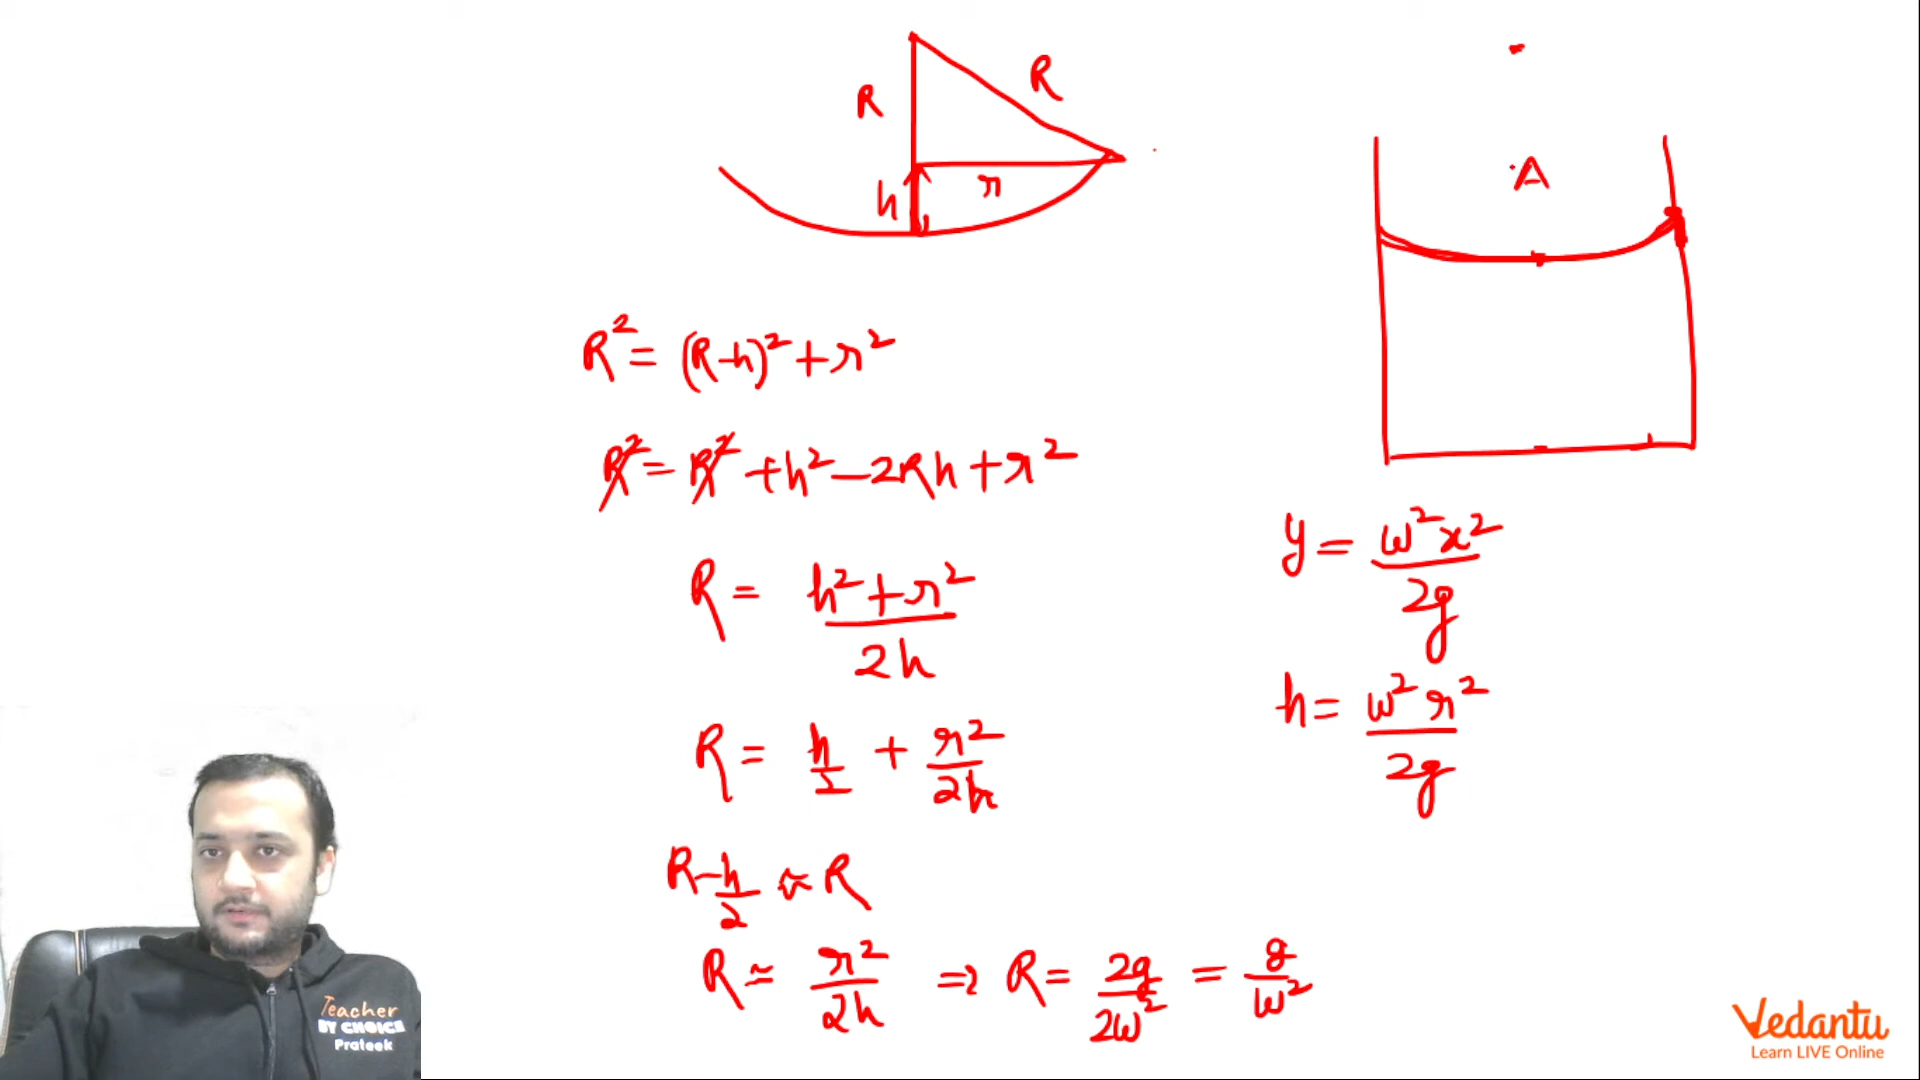 R
R
h
r
A
R² = (R-h)² + r²
R² = R² + h² - 2Rh + r²
R = h² + r² / 2h
R = h/2 + r²/2h
R - h/2 ≈ R
R ≈ r²/2h ⇒ R = 2g/2ω² = g/ω²
y = ω²x²/2g
h = ω²r²/2g
Teacher
BY CHOICE
Prateek
Vedantu
Learn LIVE Online